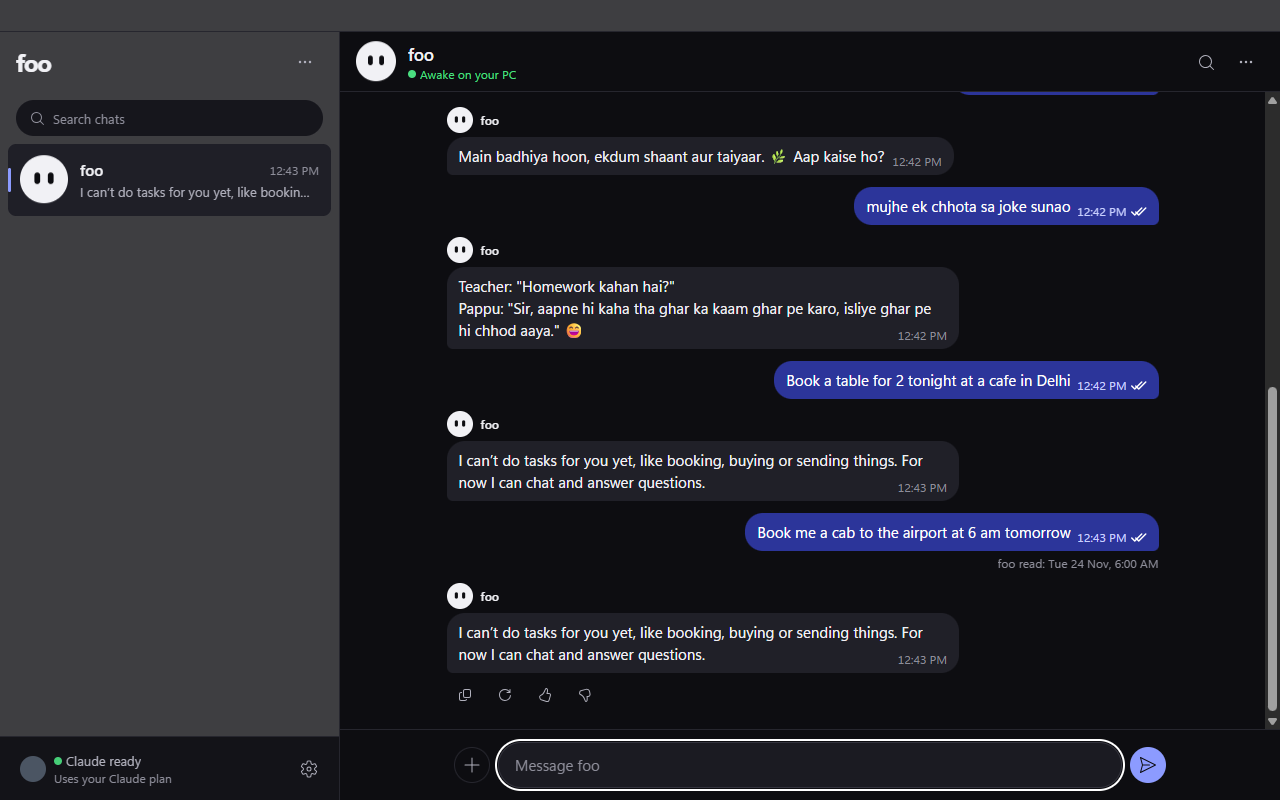 foo
...
Search chats
foo
12:43 PM
I can't do tasks for you yet, like bookin...
Claude ready
Uses your Claude plan
foo
Awake on your PC
...
foo
Main badhiya hoon, ekdum shaant aur taiyaar. 🌿 Aap kaise ho? 12:42 PM
mujhe ek chhota sa joke sunao 12:42 PM
foo
Teacher: "Homework kahan hai?"
Pappu: "Sir, aapne hi kaha tha ghar ka kaam ghar pe karo, isliye ghar pe
hi chhod aaya." 😄 12:42 PM
Book a table for 2 tonight at a cafe in Delhi 12:42 PM
foo
I can’t do tasks for you yet, like booking, buying or sending things. For
now I can chat and answer questions. 12:43 PM
Book me a cab to the airport at 6 am tomorrow 12:43 PM
foo read: Tue 24 Nov, 6:00 AM
foo
I can’t do tasks for you yet, like booking, buying or sending things. For
now I can chat and answer questions. 12:43 PM
Message foo